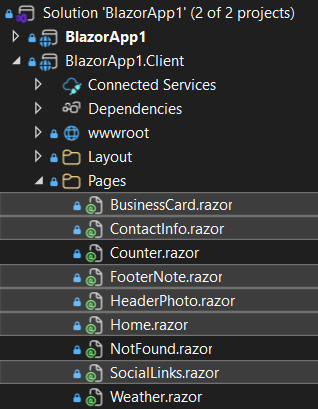 Solution 'BlazorApp1' (2 of 2 projects)
BlazorApp1
BlazorApp1.Client
Connected Services
Dependencies
wwwroot
Layout
Pages
BusinessCard.razor
ContactInfo.razor
Counter.razor
FooterNote.razor
HeaderPhoto.razor
Home.razor
NotFound.razor
SocialLinks.razor
Weather.razor